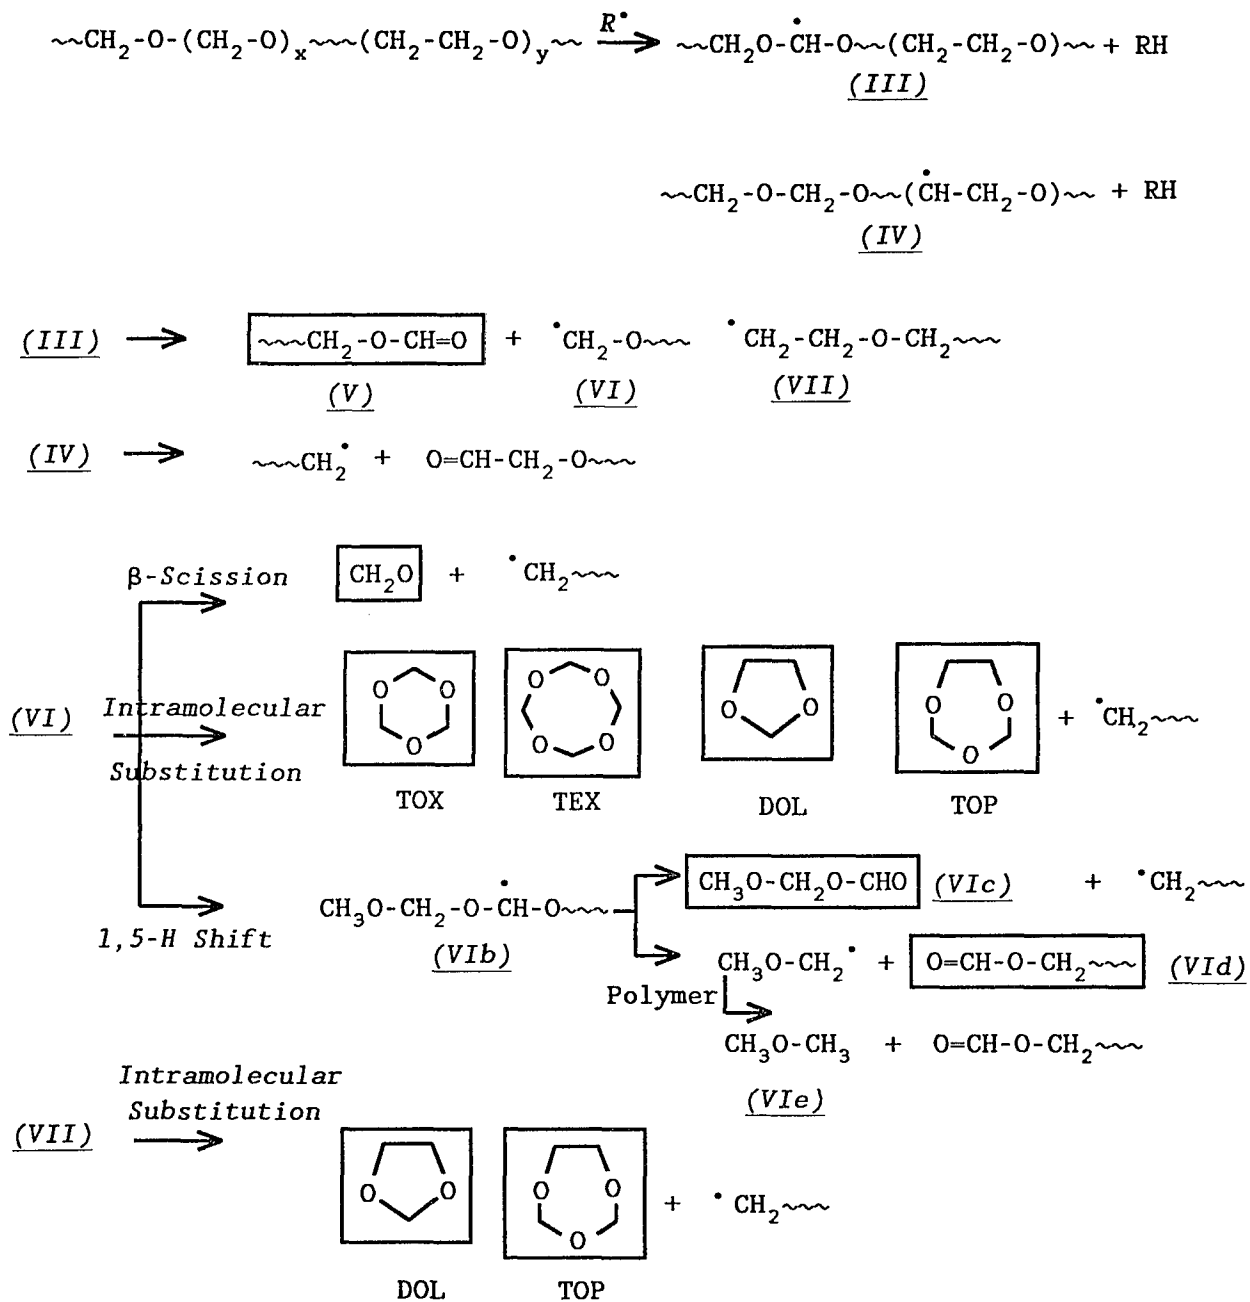 ~~CH₂-O-(CH₂-O)ₓ~~~(CH₂-CH₂-O)ᵧ~~ R• → ~~CH₂O-ĊH-O~~(CH₂-CH₂-O)~~ + RH
(III)
~~CH₂-O-CH₂-O~~(ĊH-CH₂-O)~~ + RH
(IV)
(III) → ~~~CH₂-O-CH=O + •CH₂-O~~~ •CH₂-CH₂-O-CH₂~~~
(V) (VI) (VII)
(IV) → ~~~CH₂• + O=CH-CH₂-O~~~
β-Scission CH₂O + •CH₂~~~
(VI) Intramolecular Substitution
O O O
O O O O
O O
O O O
+ •CH₂~~~
TOX TEX DOL TOP
1,5-H Shift CH₃O-CH₂-O-ĊH-O~~~
(VIb)
CH₃O-CH₂O-CHO (VIc) + •CH₂~~~
CH₃O-CH₂• + O=CH-O-CH₂~~~ (VId)
Polymer
CH₃O-CH₃ + O=CH-O-CH₂~~~
(VIe)
Intramolecular
Substitution
(VII) →
O O
O O O
+ •CH₂~~~
DOL TOP